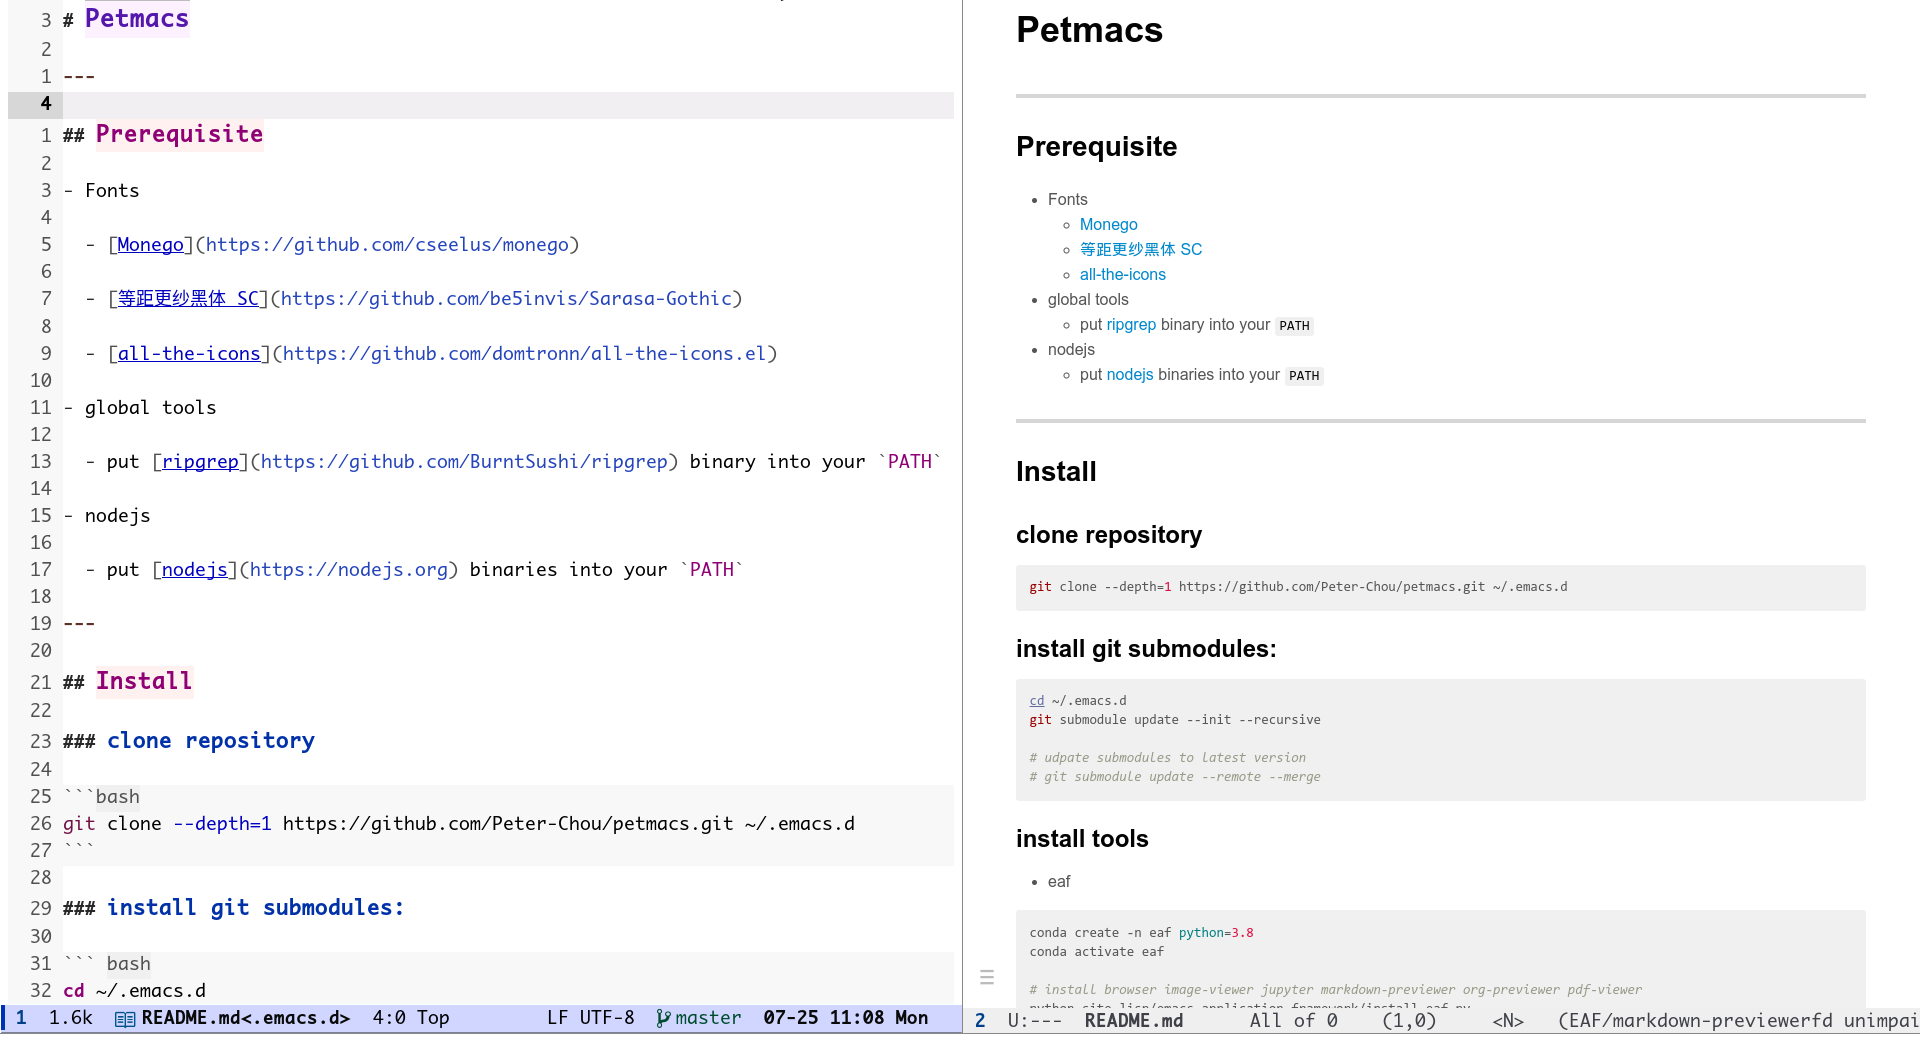 3 # Petmacs
2
1 ---
4
1 ## Prerequisite
2
3 - Fonts
4
5   - [Monego](https://github.com/cseelus/monego)
6
7   - [等距更纱黑体 SC](https://github.com/be5invis/Sarasa-Gothic)
8
9   - [all-the-icons](https://github.com/domtronn/all-the-icons.el)
10
11 - global tools
12
13   - put [ripgrep](https://github.com/BurntSushi/ripgrep) binary into your `PATH`
14
15 - nodejs
16
17   - put [nodejs](https://nodejs.org) binaries into your `PATH`
18
19 ---
20
21 ## Install
22
23 ### clone repository
24
25 ```bash
26 git clone --depth=1 https://github.com/Peter-Chou/petmacs.git ~/.emacs.d
27 ```
28
29 ### install git submodules:
30
31 ``` bash
32 cd ~/.emacs.d
1 1.6k README.md<.emacs.d> 4:0 Top LF UTF-8 master 07-25 11:08 Mon
Petmacs
Prerequisite
• Fonts
◦ Monego
◦ 等距更纱黑体 SC
◦ all-the-icons
• global tools
◦ put ripgrep binary into your PATH
• nodejs
◦ put nodejs binaries into your PATH
Install
clone repository
git clone --depth=1 https://github.com/Peter-Chou/petmacs.git ~/.emacs.d
install git submodules:
cd ~/.emacs.d
git submodule update --init --recursive
# udpate submodules to latest version
# git submodule update --remote --merge
install tools
• eaf
conda create -n eaf python=3.8
conda activate eaf
# install browser image-viewer jupyter markdown-previewer org-previewer pdf-viewer
python site-lisp/emacs-application-framework/install-eaf.py
2 U:--- README.md All of 0 (1,0) <N> (EAF/markdown-previewerfd unimpai